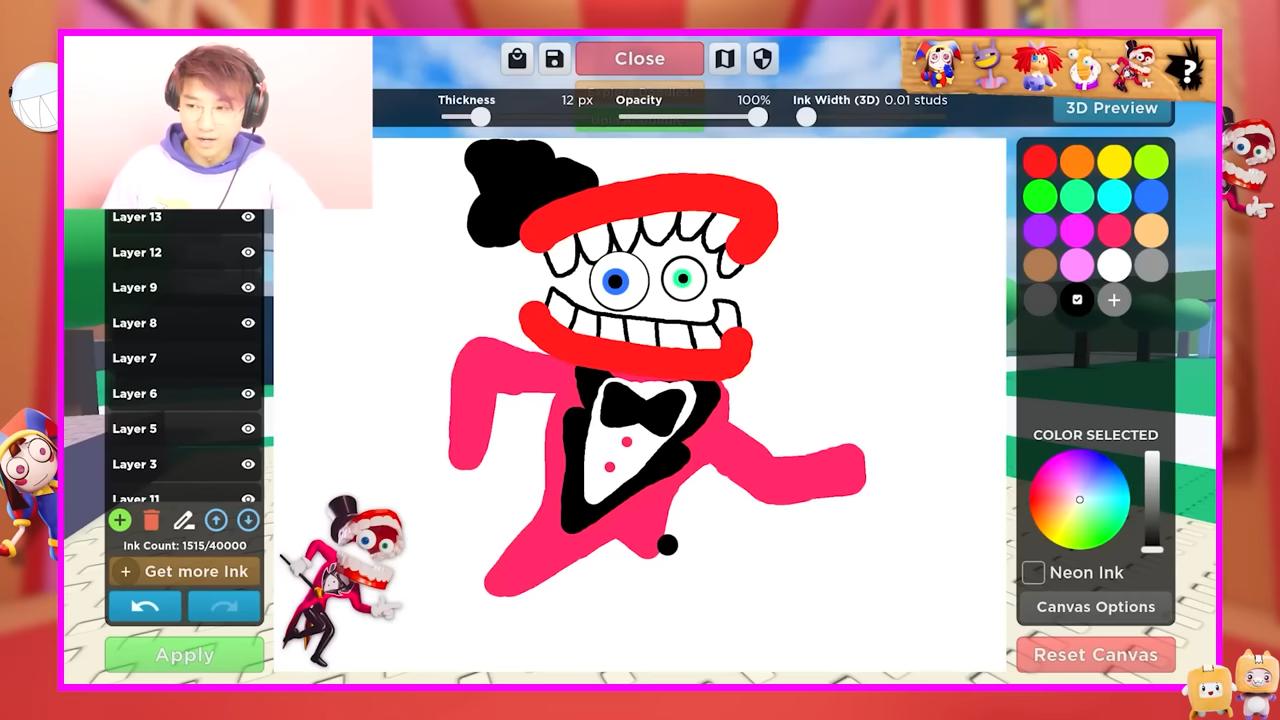 Close
Thickness 12 px Opacity 100% Ink Width (3D) 0.01 studs
3D Preview
?
Layer 13
Layer 12
Layer 9
Layer 8
Layer 7
Layer 6
Layer 5
Layer 3
Layer 11
Ink Count: 1515/40000
+ Get more Ink
Apply
COLOR SELECTED
Neon Ink
Canvas Options
Reset Canvas